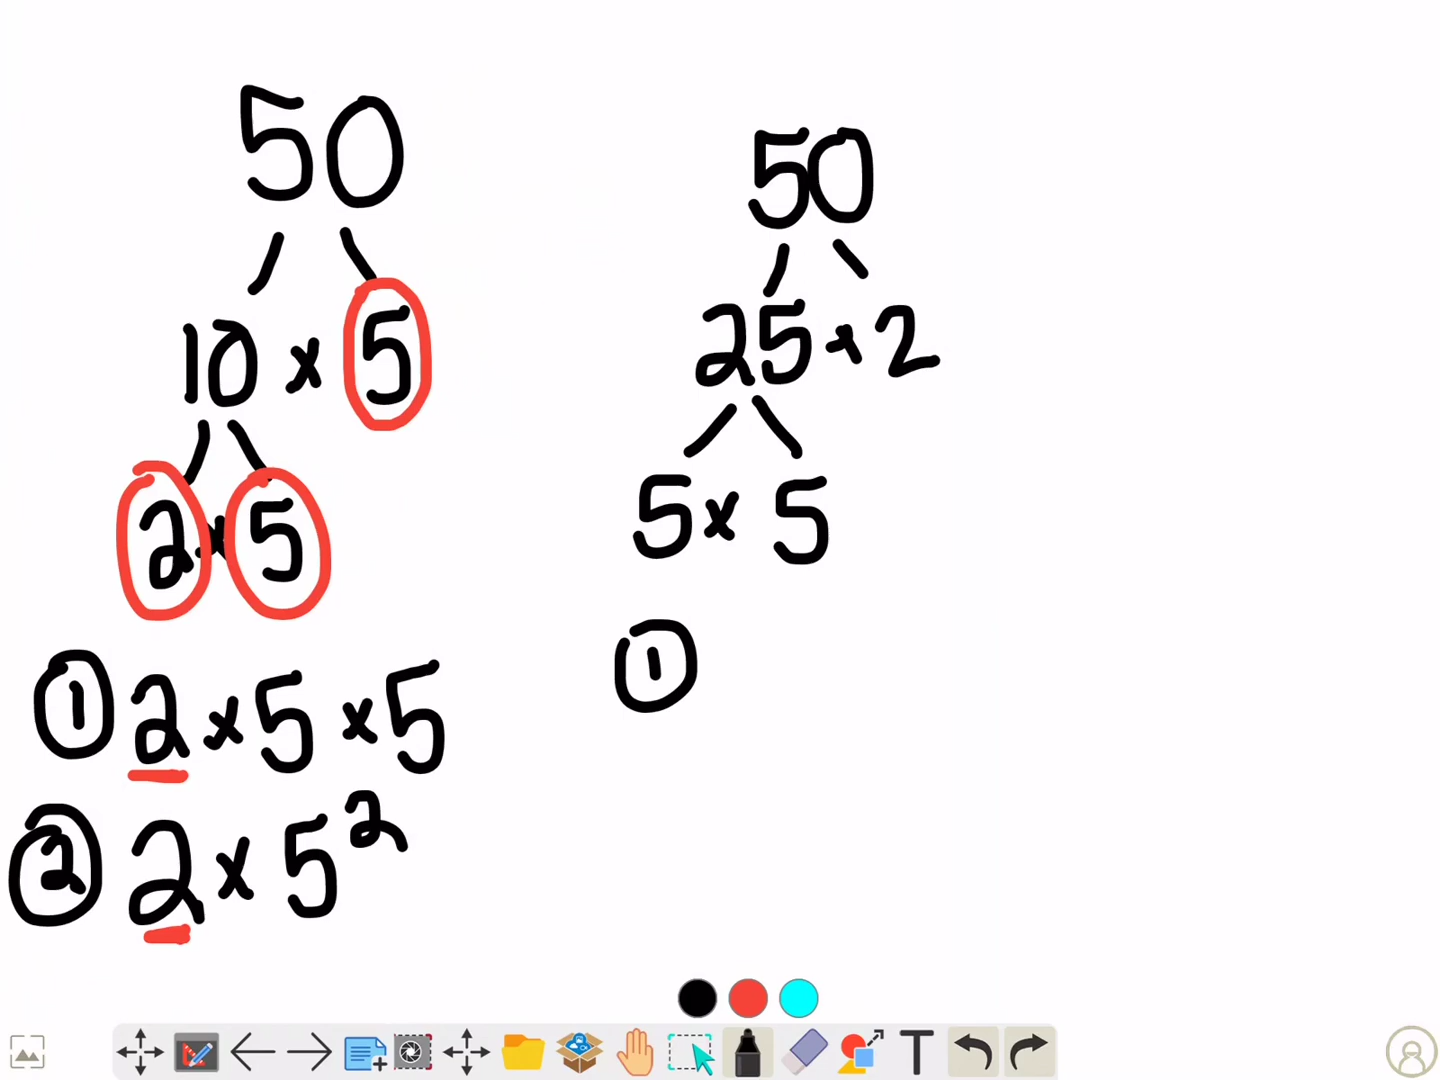 50
10 x 5
2 x 5
① 2 x 5 x 5
② 2 x 5²
50
25 x 2
5 x 5
①
T